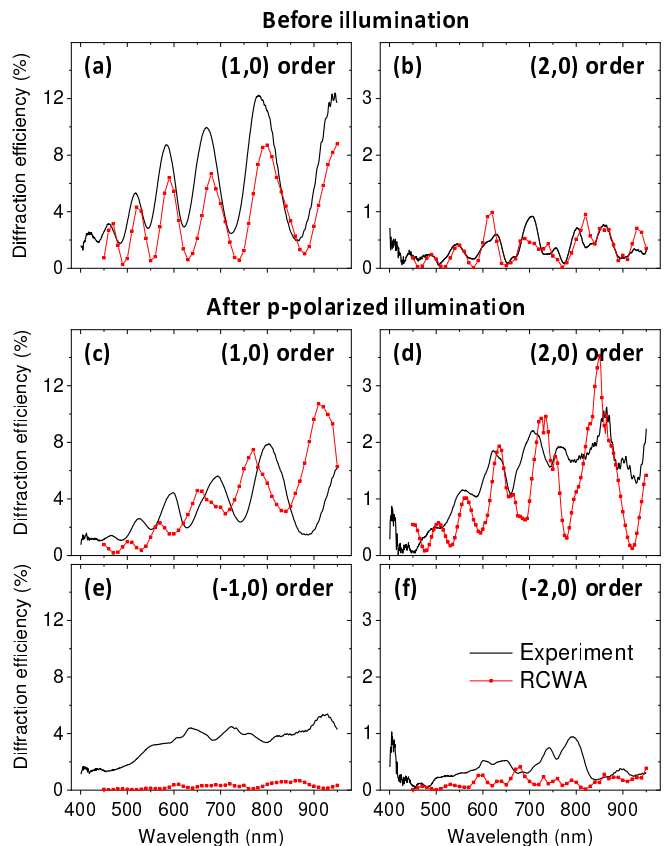 Before illumination
(a) (1,0) order
(b) (2,0) order
Diffraction efficiency (%)
12
8
4
0
3
2
1
0
After p-polarized illumination
(c) (1,0) order
(d) (2,0) order
Diffraction efficiency (%)
12
8
4
0
3
2
1
0
(e) (-1,0) order
(f) (-2,0) order
Experiment
RCWA
Diffraction efficiency (%)
12
8
4
0
3
2
1
0
400 500 600 700 800 900
400 500 600 700 800 900
Wavelength (nm)
Wavelength (nm)